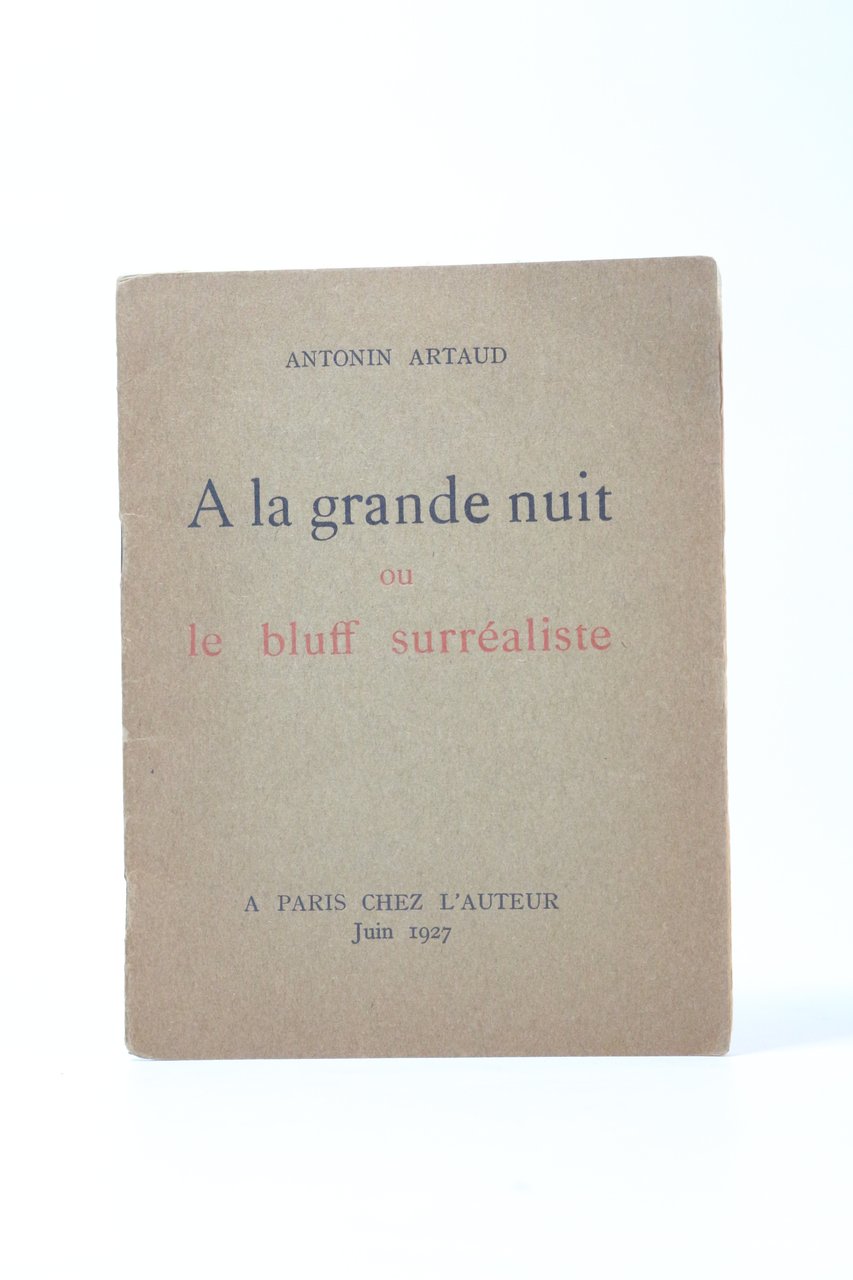 ANTONIN ARTAUD
A la grande nuit
ou
le bluff surréaliste
A PARIS CHEZ L'AUTEUR
Juin 1927